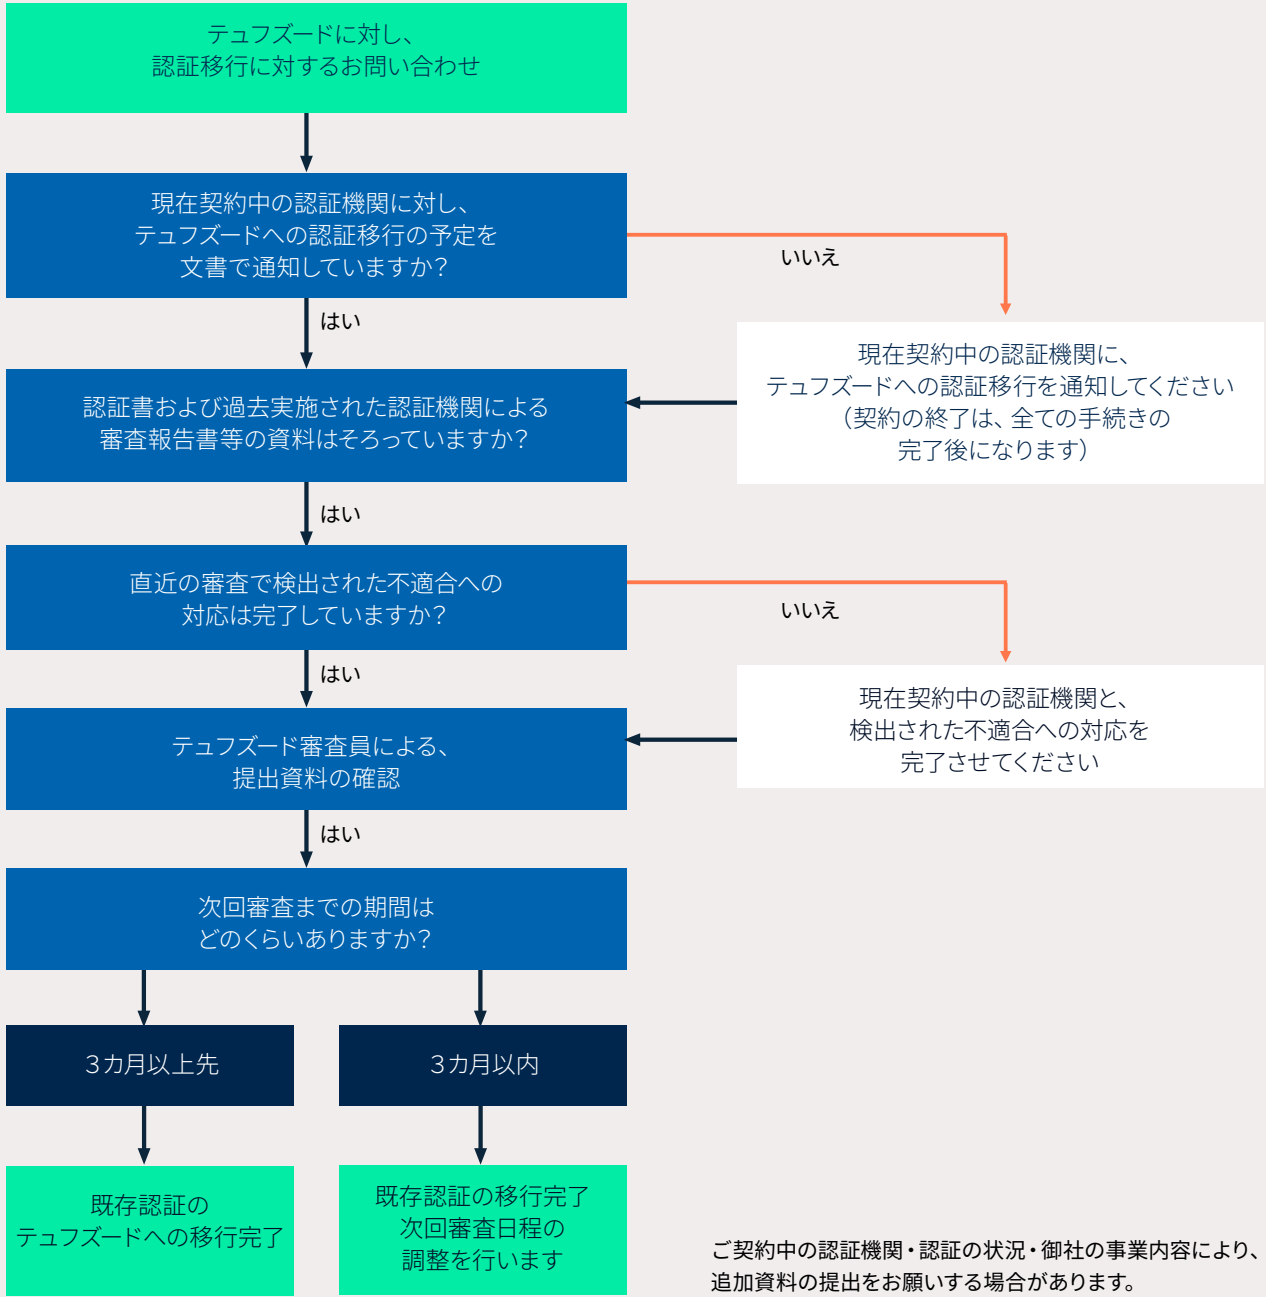 テュフズードに対し、
認証移行に対するお問い合わせ
現在契約中の認証機関に対し、
テュフズードへの認証移行の予定を
文書で通知していますか？
いいえ
はい
現在契約中の認証機関に、
テュフズードへの認証移行を通知してください
（契約の終了は、全ての手続きの
完了後になります）
認証書および過去実施された認証機関による
審査報告書等の資料はそろっていますか？
はい
直近の審査で検出された不適合への
対応は完了していますか？
いいえ
はい
現在契約中の認証機関と、
検出された不適合への対応を
完了させてください
テュフズード審査員による、
提出資料の確認
はい
次回審査までの期間は
どのくらいありますか？
３カ月以上先
３カ月以内
既存認証の
テュフズードへの移行完了
既存認証の移行完了
次回審査日程の
調整を行います
ご契約中の認証機関・認証の状況・御社の事業内容により、
追加資料の提出をお願いする場合があります。